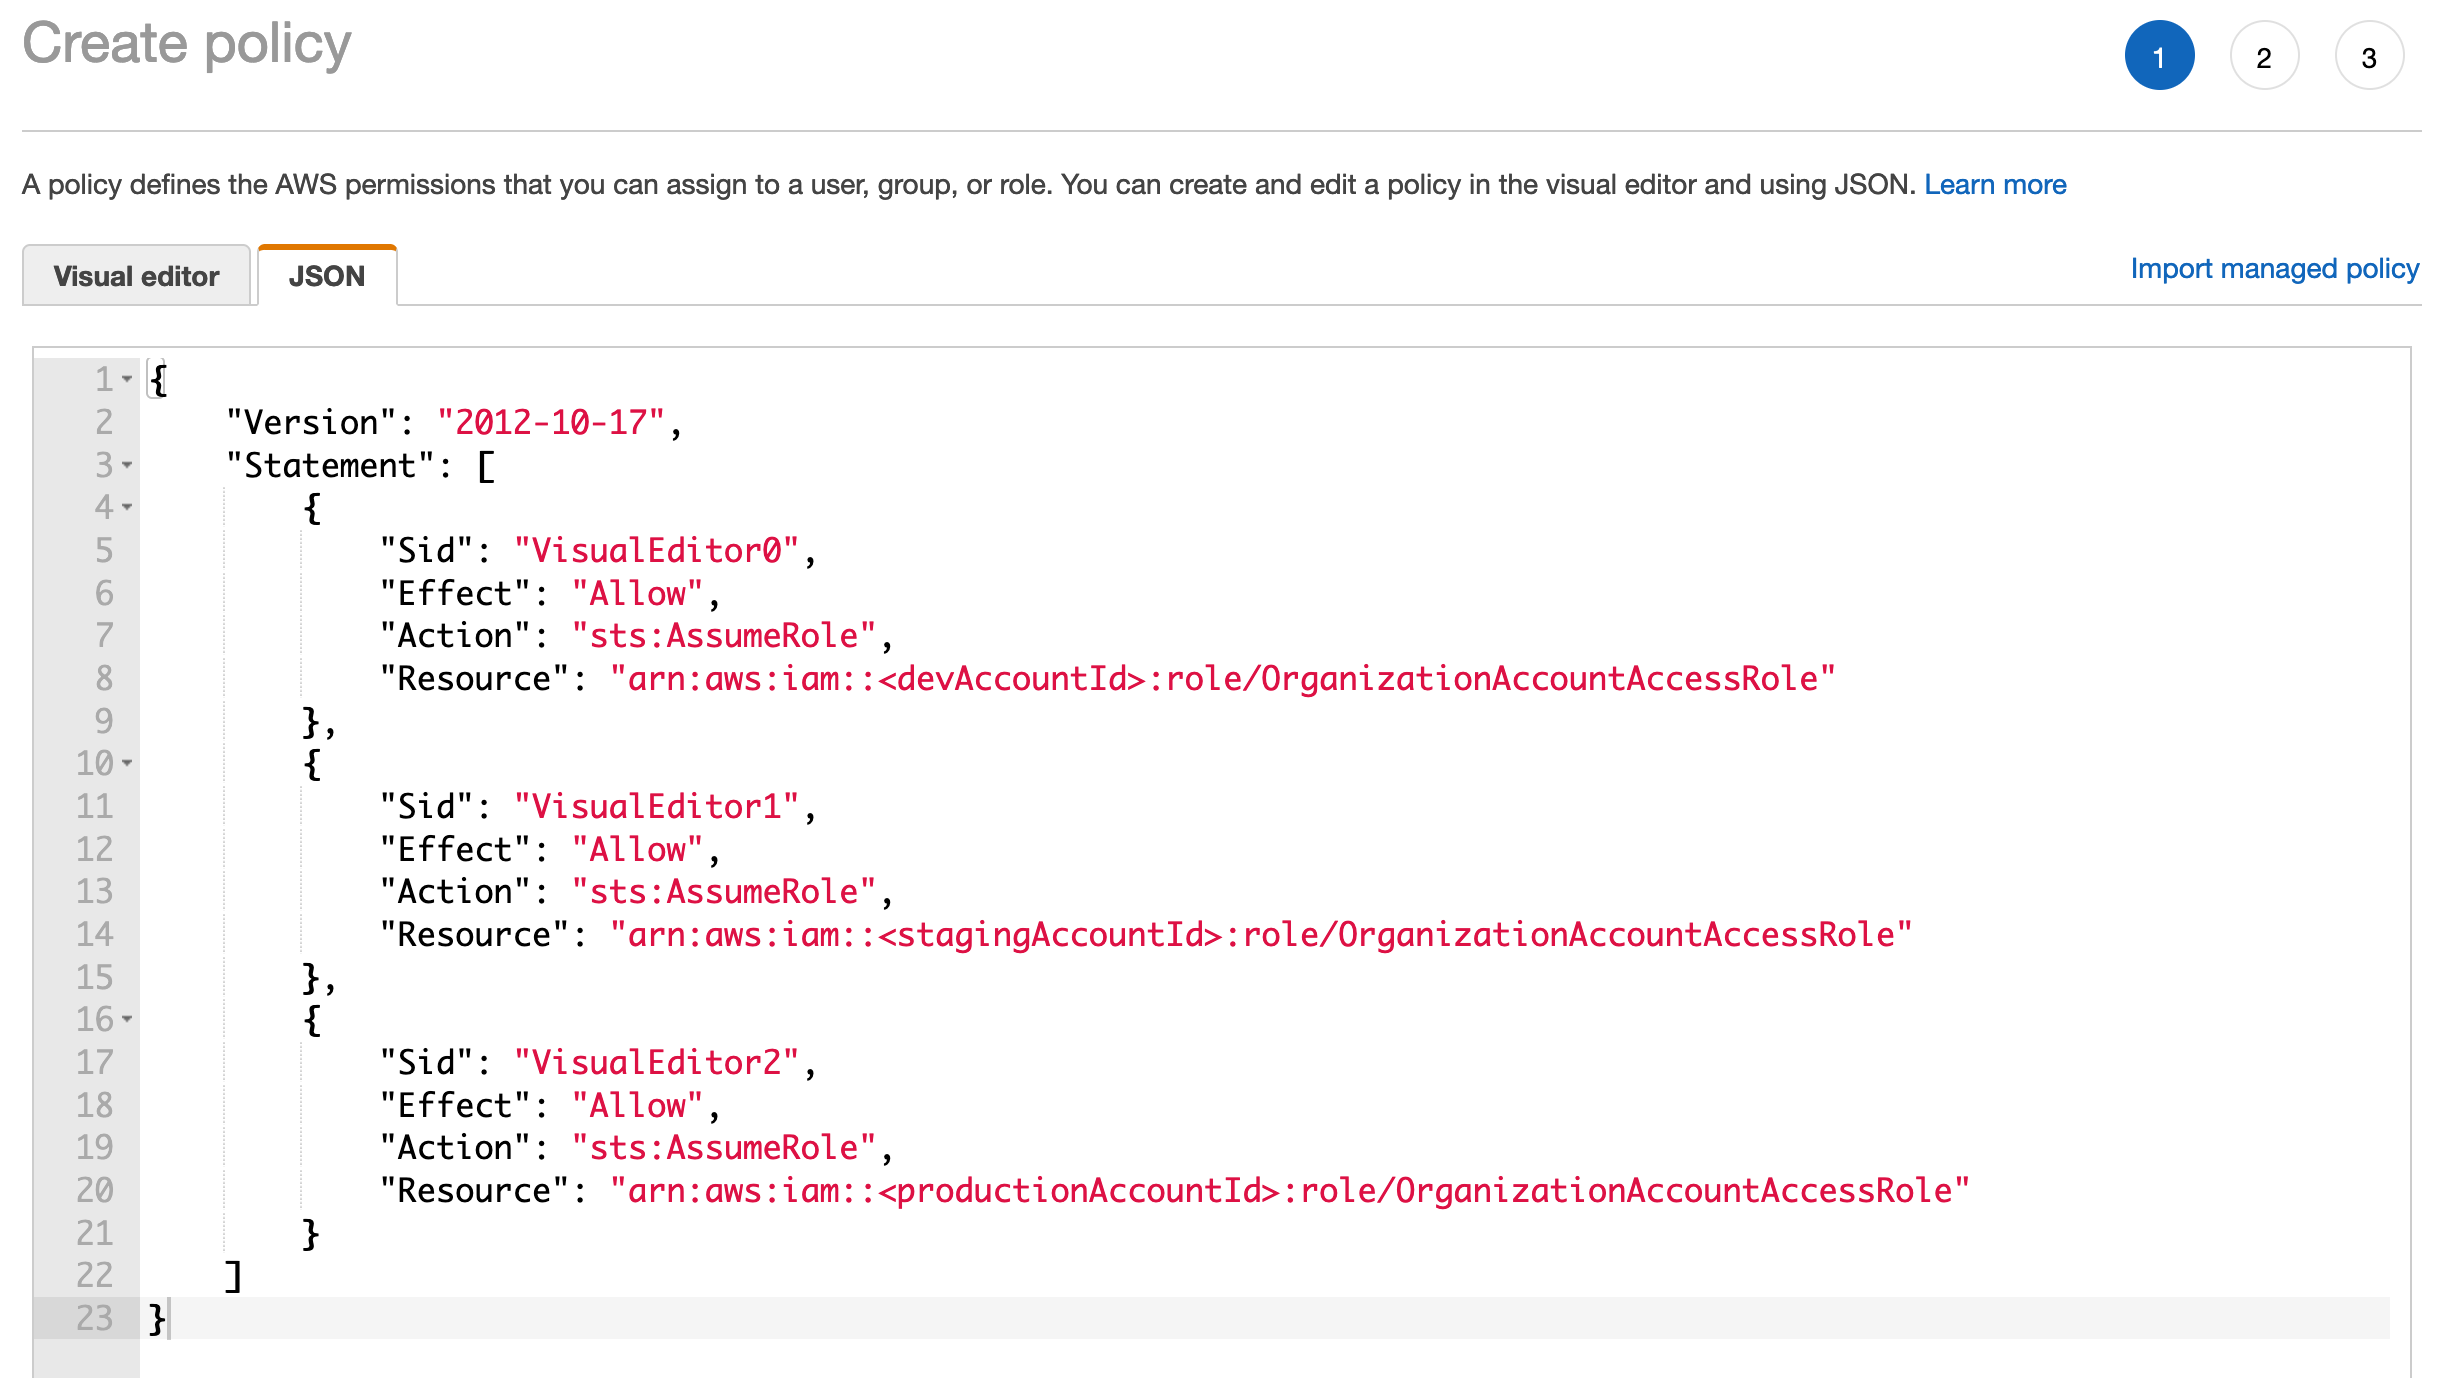 Create policy
1 2 3
A policy defines the AWS permissions that you can assign to a user, group, or role. You can create and edit a policy in the visual editor and using JSON. Learn more
Visual editor JSON Import managed policy
1 {
2     "Version": "2012-10-17",
3     "Statement": [
4         {
5             "Sid": "VisualEditor0",
6             "Effect": "Allow",
7             "Action": "sts:AssumeRole",
8             "Resource": "arn:aws:iam::<devAccountId>:role/OrganizationAccountAccessRole"
9         },
10         {
11             "Sid": "VisualEditor1",
12             "Effect": "Allow",
13             "Action": "sts:AssumeRole",
14             "Resource": "arn:aws:iam::<stagingAccountId>:role/OrganizationAccountAccessRole"
15         },
16         {
17             "Sid": "VisualEditor2",
18             "Effect": "Allow",
19             "Action": "sts:AssumeRole",
20             "Resource": "arn:aws:iam::<productionAccountId>:role/OrganizationAccountAccessRole"
21         }
22     ]
23 }